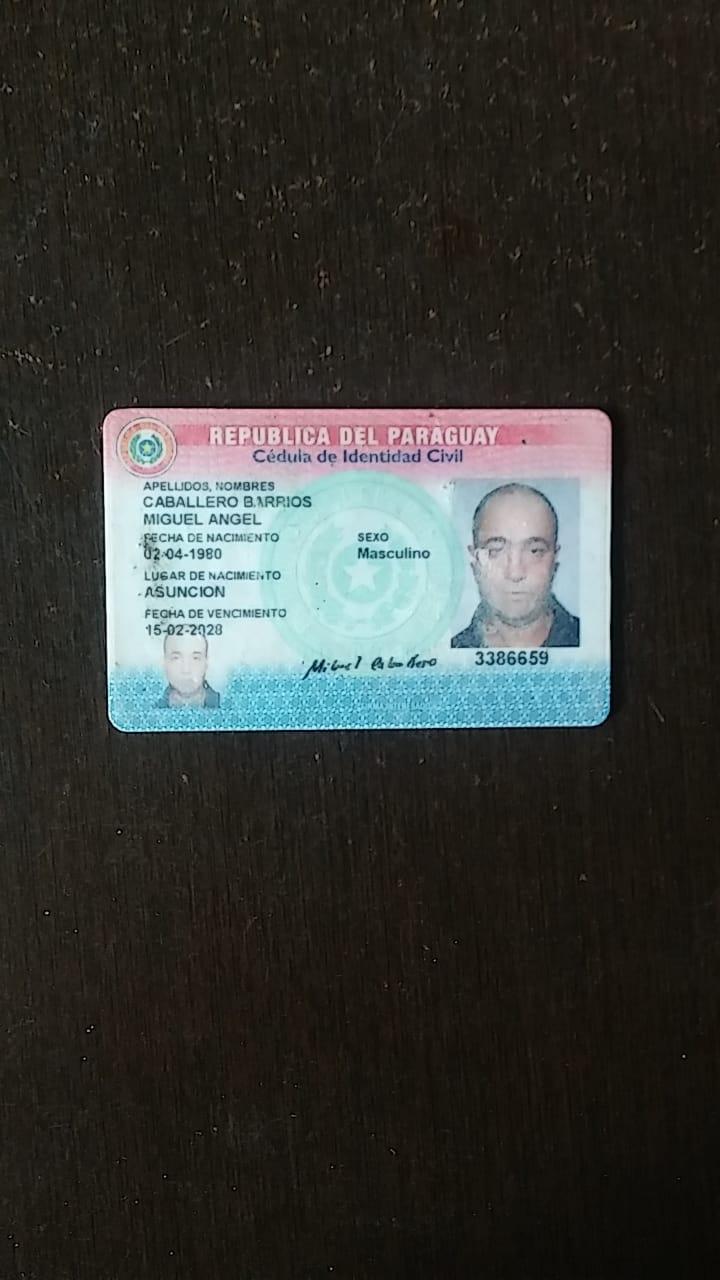 REPUBLICA DEL PARAGUAY
Cédula de Identidad Civil
APELLIDOS, NOMBRES
CABALLERO BARRIOS
MIGUEL ANGEL
FECHA DE NACIMIENTO
02-04-1980
SEXO
Masculino
LUGAR DE NACIMIENTO
ASUNCION
FECHA DE VENCIMIENTO
15-02-2028
Miguel Caballero
3386659